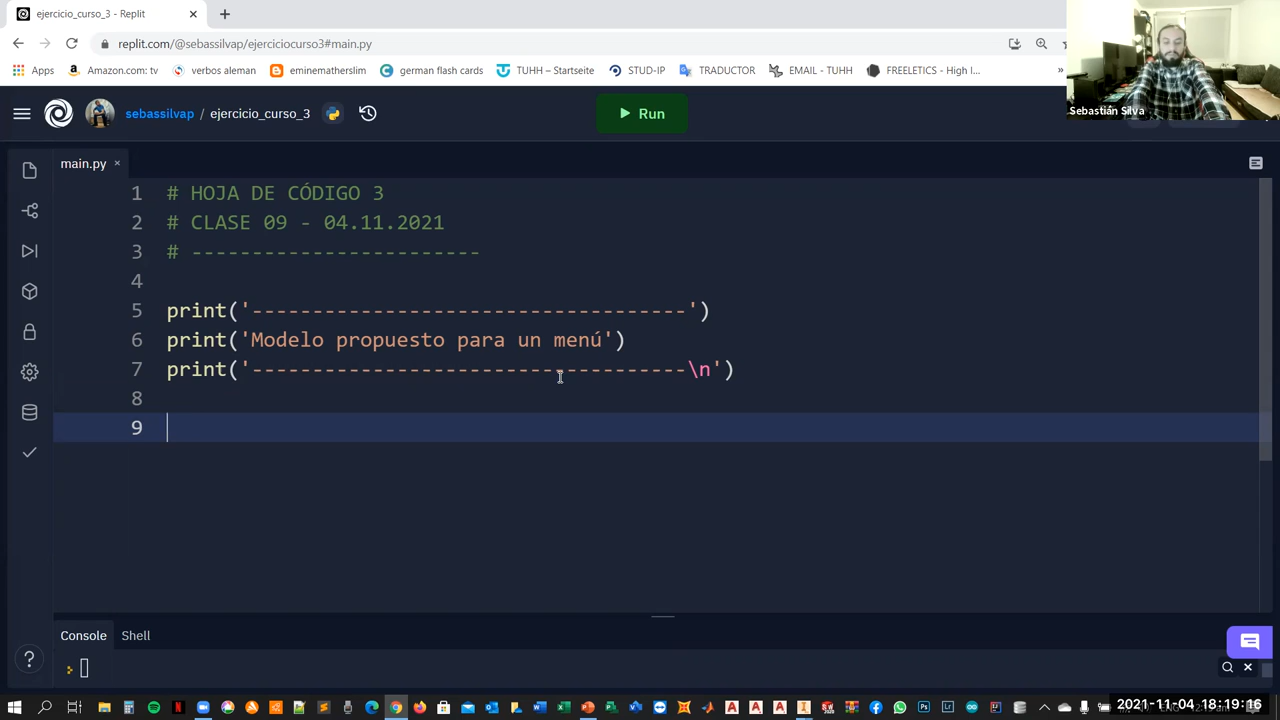 ejercicio_curso_3 - Replit
replit.com/@sebassilvap/ejerciciocurso3#main.py
Apps
Amazon.com: tv
verbos aleman
eminematherslim
german flash cards
TUHH – Startseite
STUD-IP
TRADUCTOR
EMAIL - TUHH
FREELETICS - High I...
»
Sebastián Silva
sebassilvap / ejercicio_curso_3
Run
main.py
1 # HOJA DE CÓDIGO 3
2 # CLASE 09 - 04.11.2021
3 # ------------------------
4
5 print('------------------------------------')
6 print('Modelo propuesto para un menú')
7 print('------------------------------------\n')
8
9
Console
Shell
2021-11-04 18:19:16